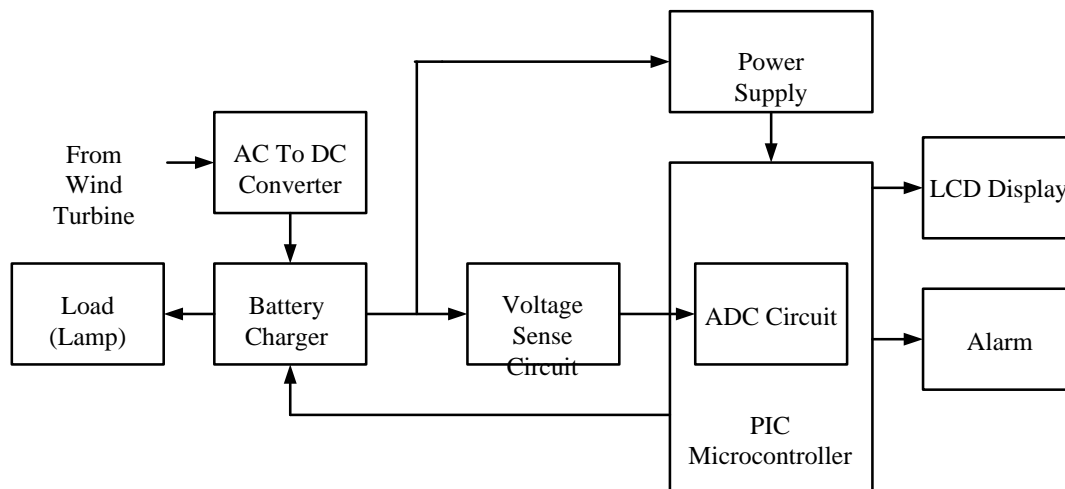 Power
Supply
From
Wind
Turbine
AC To DC
Converter
LCD Display
Load
(Lamp)
Battery
Charger
Voltage
Sense
Circuit
ADC Circuit
Alarm
PIC
Microcontroller